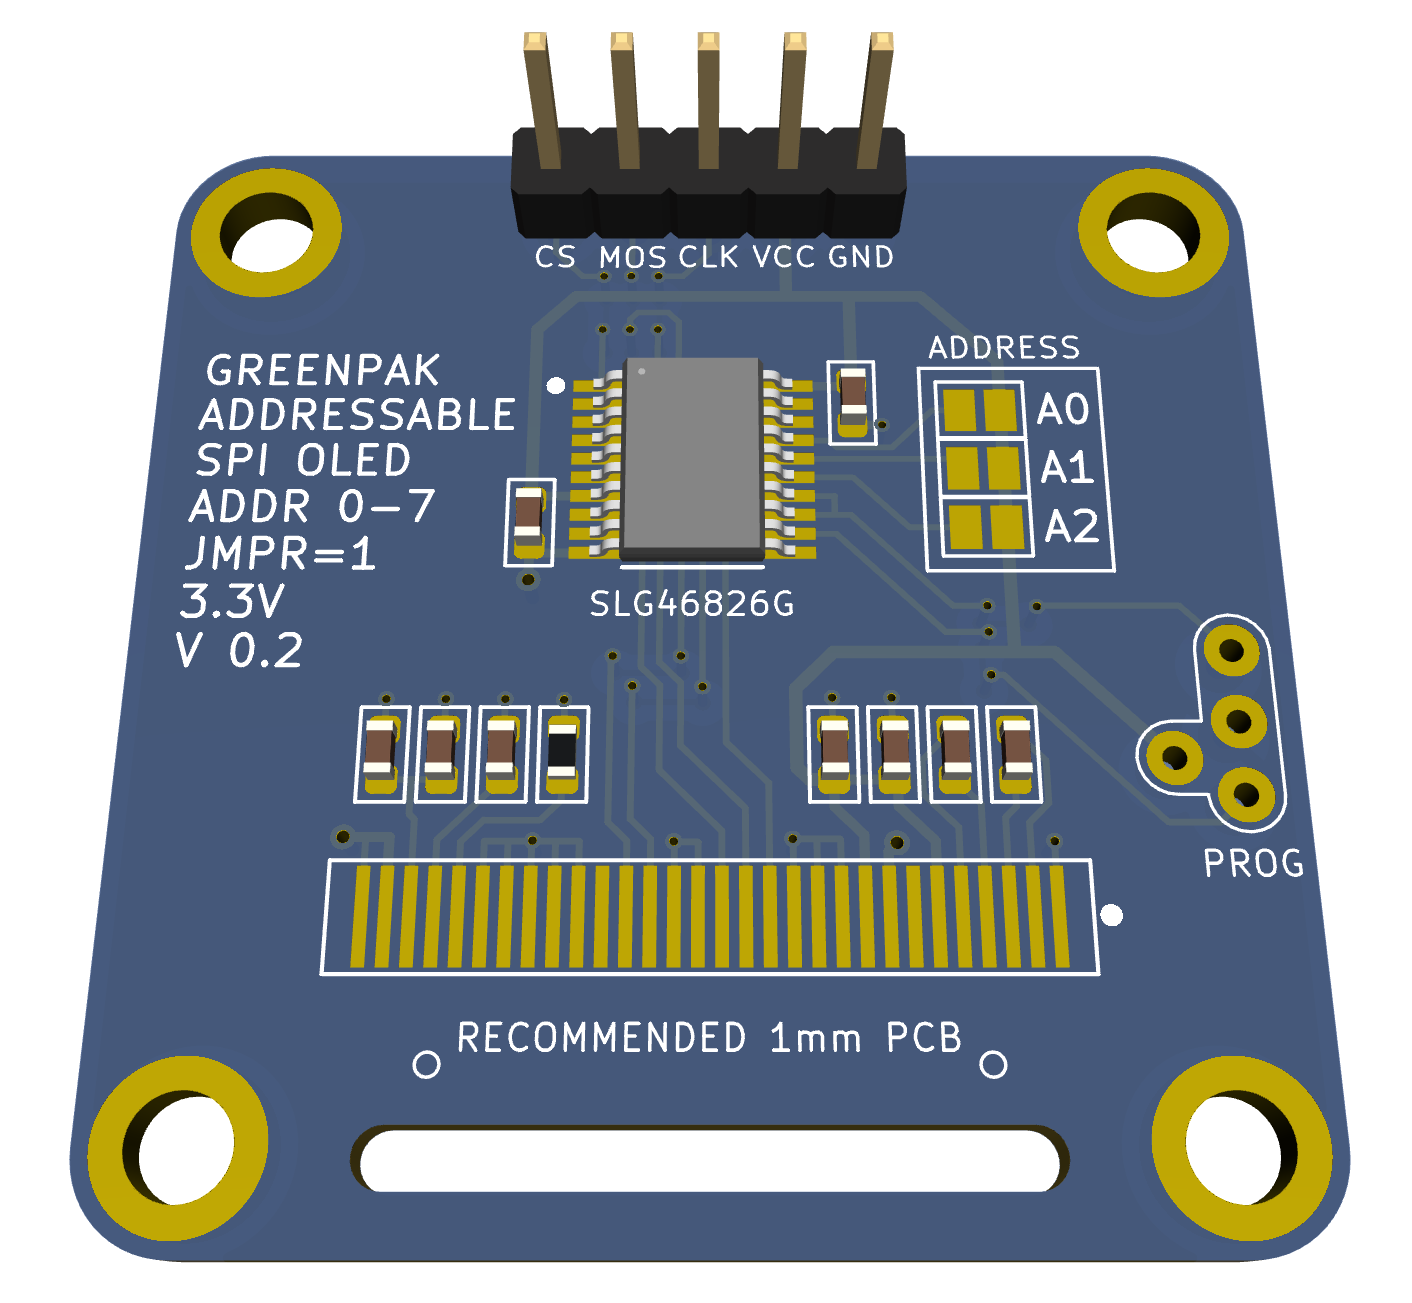 CS MOS CLK VCC GND
ADDRESS
A0
A1
A2
GREENPAK
ADDRESSABLE
SPI OLED
ADDR 0-7
JMPR=1
3.3V
V 0.2
SLG46826G
PROG
RECOMMENDED 1mm PCB